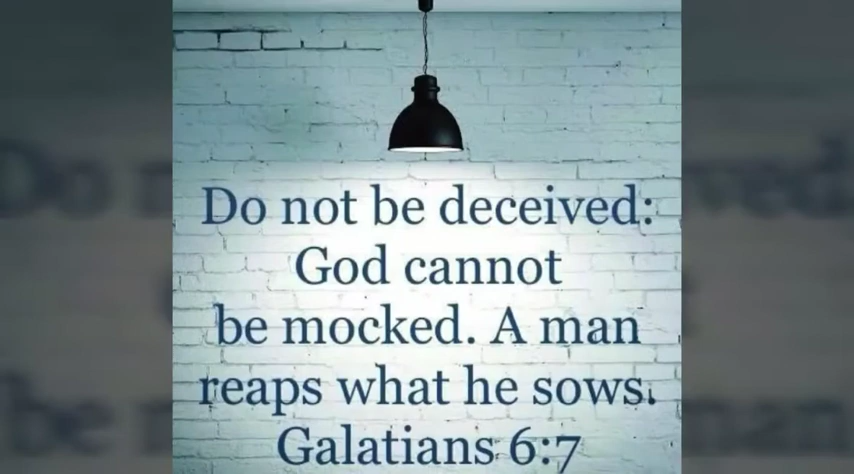 Do not be deceived:
God cannot
be mocked. A man
reaps what he sows.
Galatians 6:7